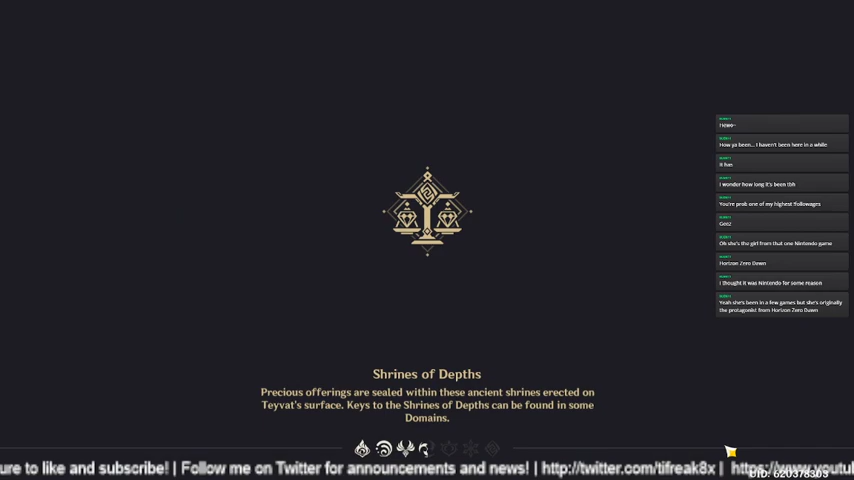 Hewo~
How ya been... I haven't been here in a while
It has
I wonder how long it's been tbh
You're prob one of my highest followages
Geez
Oh she's the girl from that one Nintendo game
Horizon Zero Dawn
I thought it was Nintendo for some reason
Yeah she's been in a few games but she's originally
the protagonist from Horizon Zero Dawn
Shrines of Depths
Precious offerings are sealed within these ancient shrines erected on
Teyvat's surface. Keys to the Shrines of Depths can be found in some
Domains.
ure to like and subscribe! | Follow me on Twitter for announcements and news! | http://twitter.com/tifreak8x | https://www.youtul
UID: 620378303